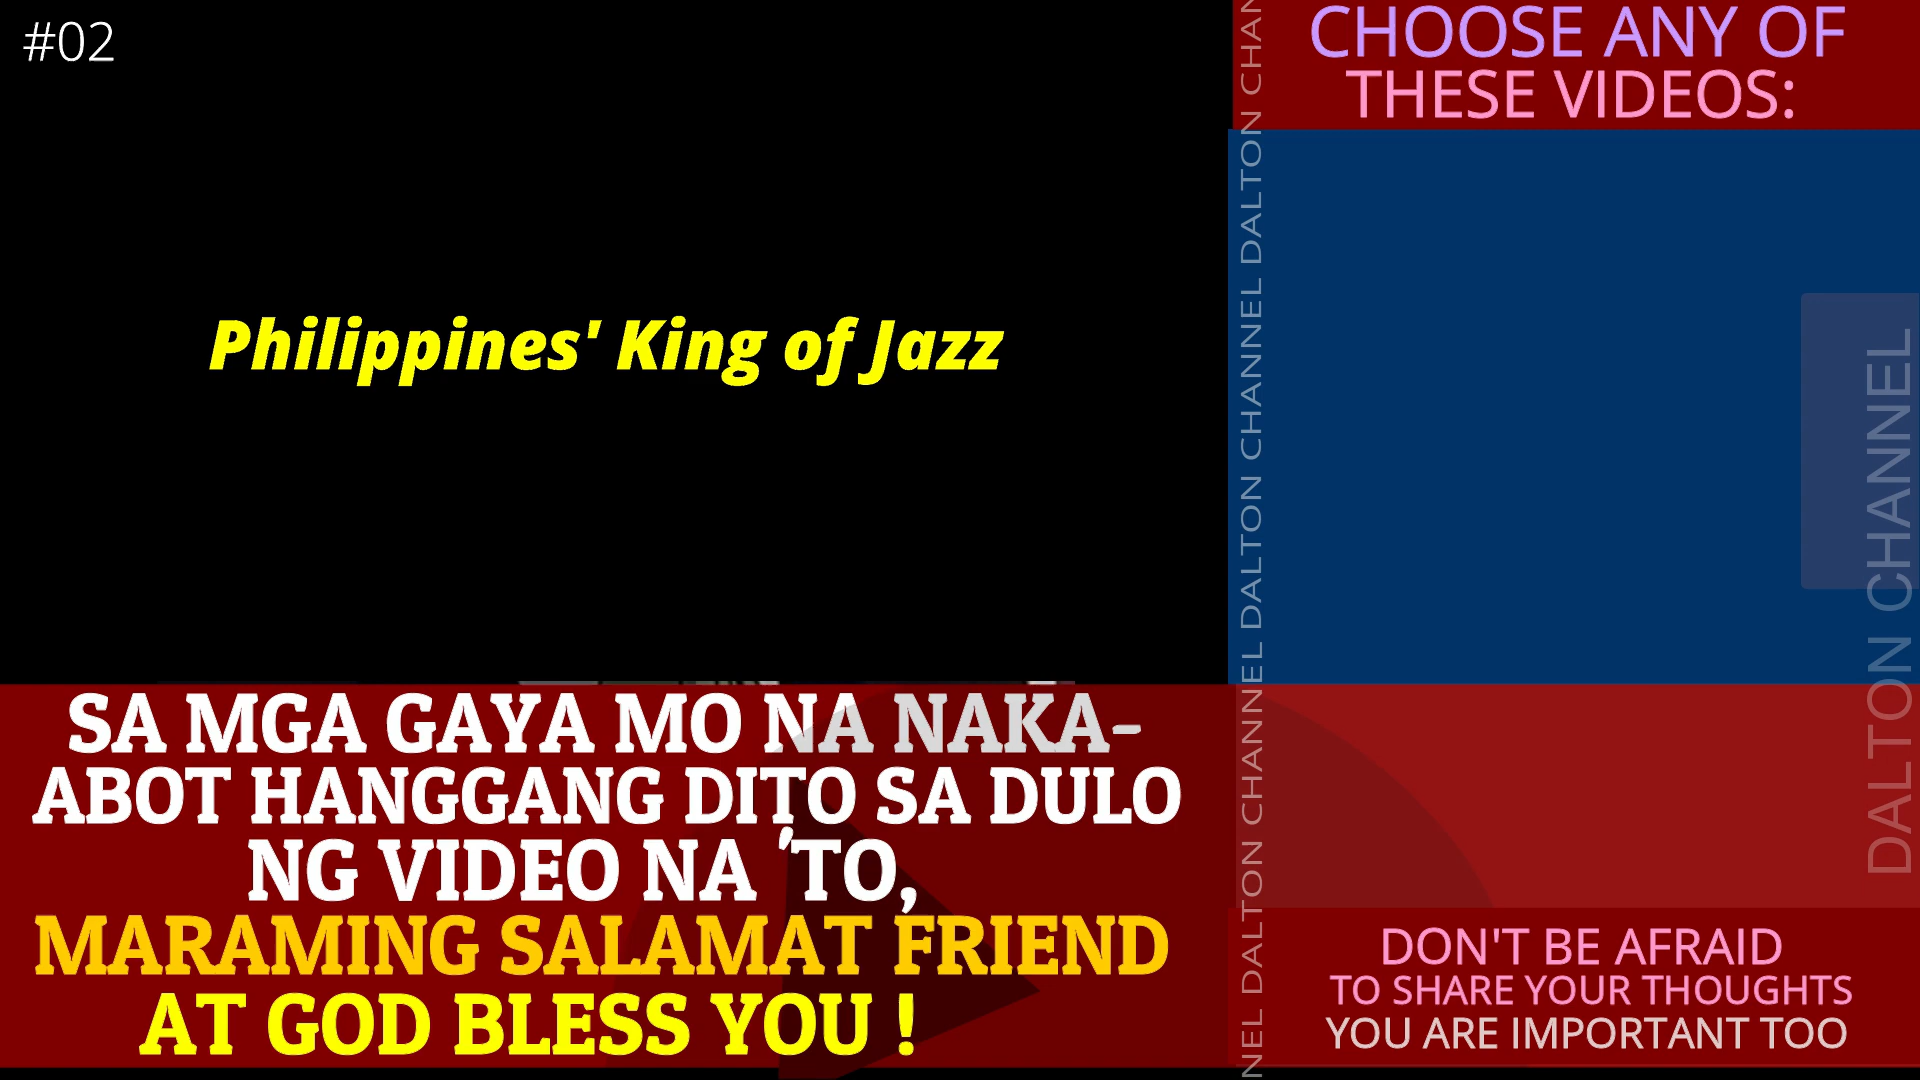 #02
Philippines' King of Jazz
SA MGA GAYA MO NA NAKA-
ABOT HANGGANG DITO SA DULO
NG VIDEO NA 'TO,
MARAMING SALAMAT FRIEND
AT GOD BLESS YOU !
NEL DALTON CHANNEL DALTON CHANNEL DALTON CHANNEL DALTON CHAN
CHOOSE ANY OF
THESE VIDEOS:
DALTON CHANNEL
DON'T BE AFRAID
TO SHARE YOUR THOUGHTS
YOU ARE IMPORTANT TOO